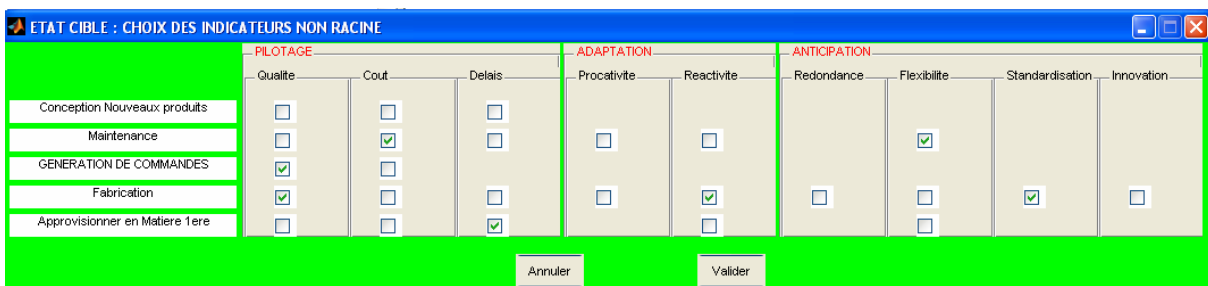 ETAT CIBLE : CHOIX DES INDICATEURS NON RACINE
PILOTAGE ADAPTATION ANTICIPATION
Qualite Cout Delais Procativite Reactivite Redondance Flexibilite Standardisation Innovation
Conception Nouveaux produits
Maintenance
GENERATION DE COMMANDES
Fabrication
Approvisionner en Matiere 1ere
Annuler Valider